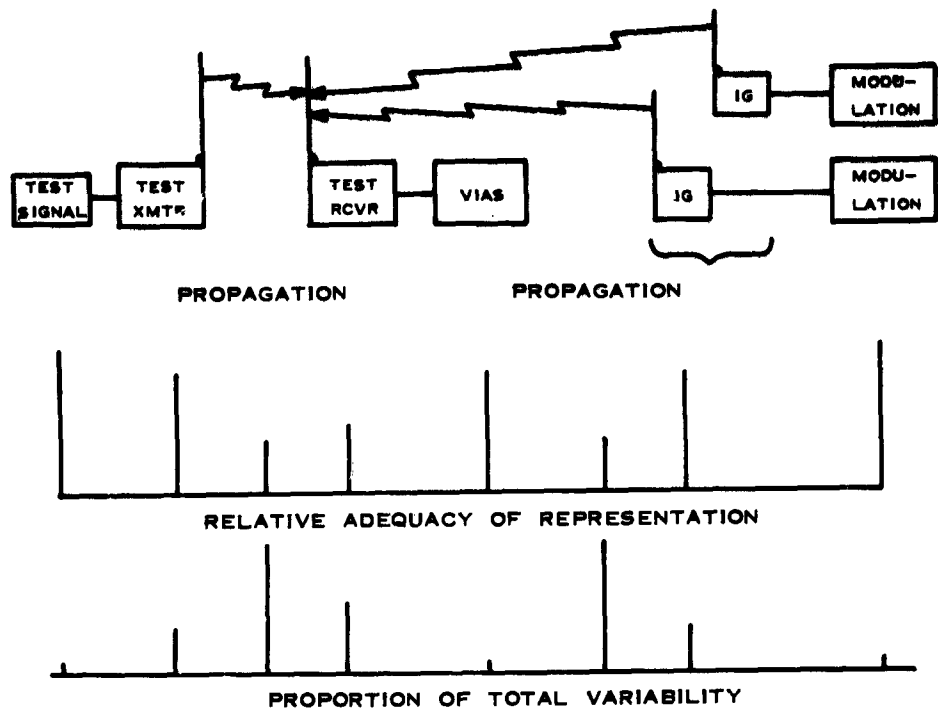 IG
MODU-
LATION
TEST
SIGNAL
TEST
XMTR
TEST
RCVR
VIAS
IG
MODU-
LATION
PROPAGATION
PROPAGATION
RELATIVE ADEQUACY OF REPRESENTATION
PROPORTION OF TOTAL VARIABILITY